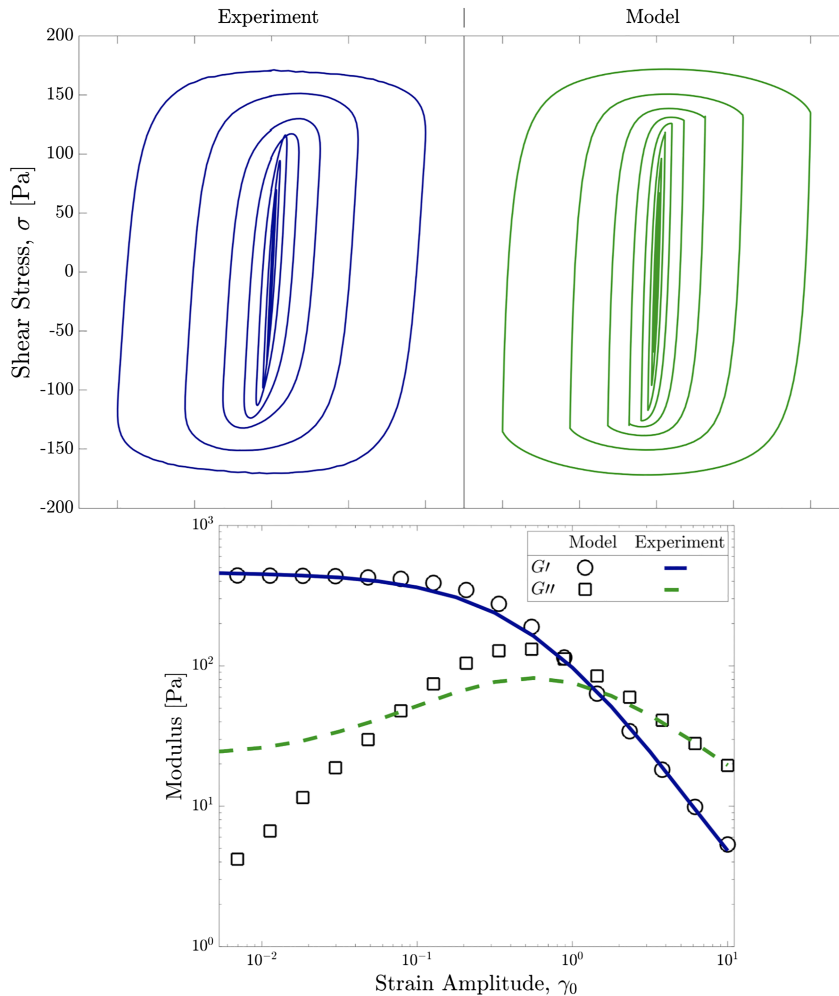 Experiment | Model
200
150
100
50
0
-50
-100
-150
-200
Shear Stress, σ [Pa]
Model Experiment
G′
G′′
10³
10²
10¹
10⁰
Modulus [Pa]
10⁻² 10⁻¹ 10⁰ 10¹
Strain Amplitude, γ₀